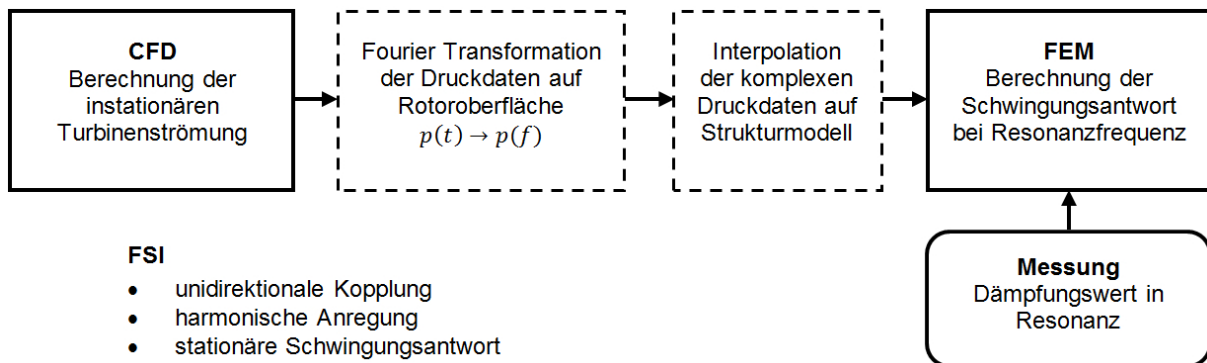 CFD
Berechnung der
instationären
Turbinenströmung
Fourier Transformation
der Druckdaten auf
Rotoroberfläche
p(t) → p(f)
Interpolation
der komplexen
Druckdaten auf
Strukturmodell
FEM
Berechnung der
Schwingungsantwort
bei Resonanzfrequenz
FSI
• unidirektionale Kopplung
• harmonische Anregung
• stationäre Schwingungsantwort
Messung
Dämpfungswert in
Resonanz